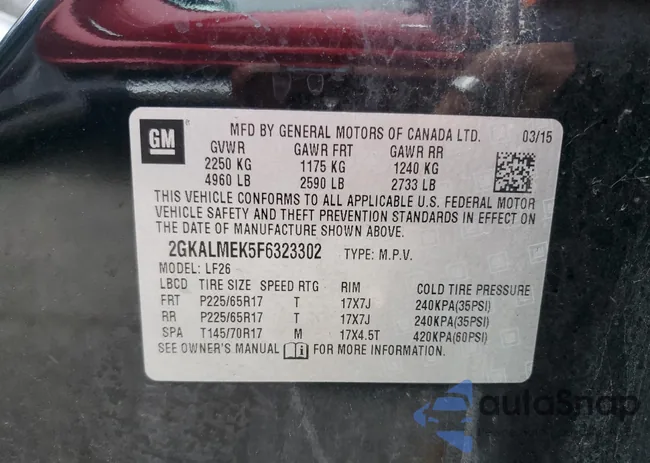 GM
MFD BY GENERAL MOTORS OF CANADA LTD. 03/15
GVWR GAWR FRT GAWR RR
2250 KG 1175 KG 1240 KG
4960 LB 2590 LB 2733 LB
THIS VEHICLE CONFORMS TO ALL APPLICABLE U.S. FEDERAL MOTOR
VEHICLE SAFETY AND THEFT PREVENTION STANDARDS IN EFFECT ON
THE DATE OF MANUFACTURE SHOWN ABOVE.
2GKALMEK5F6323302 TYPE: M.P.V.
MODEL: LF26
LBCD TIRE SIZE SPEED RTG RIM COLD TIRE PRESSURE
FRT P225/65R17 T 17X7J 240KPA(35PSI)
RR P225/65R17 T 17X7J 240KPA(35PSI)
SPA T145/70R17 M 17X4.5T 420KPA(60PSI)
SEE OWNER'S MANUAL FOR MORE INFORMATION.
autoSnap